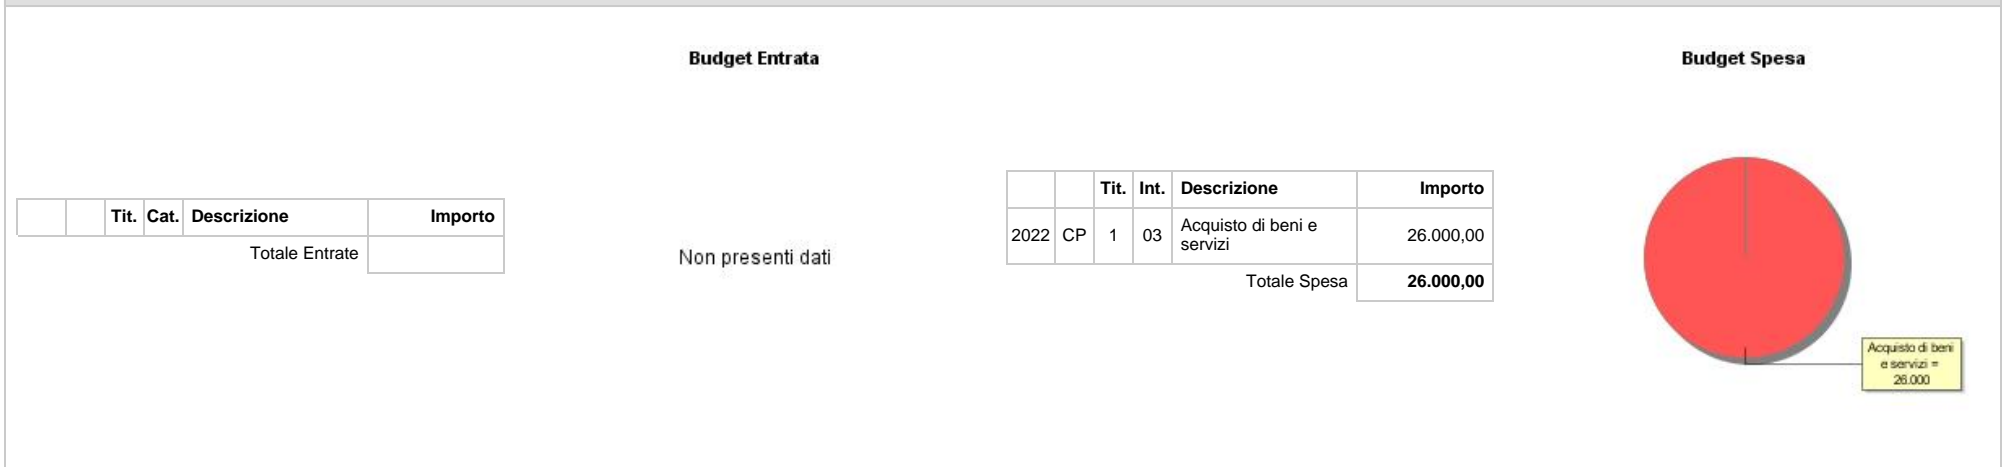 Budget Entrata
Budget Spesa
Tit. Cat. Descrizione Importo
Totale Entrate
Non presenti dati
Tit. Int. Descrizione Importo
2022 CP 1 03 Acquisto di beni e servizi 26.000,00
Totale Spesa 26.000,00
Acquisto di beni
e servizi =
26.000